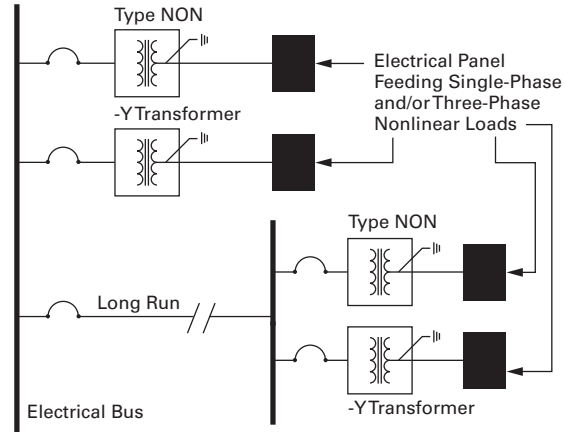 Type NON
Electrical Panel
Feeding Single-Phase
and/or Three-Phase
Nonlinear Loads
-Y Transformer
Type NON
Long Run
-Y Transformer
Electrical Bus